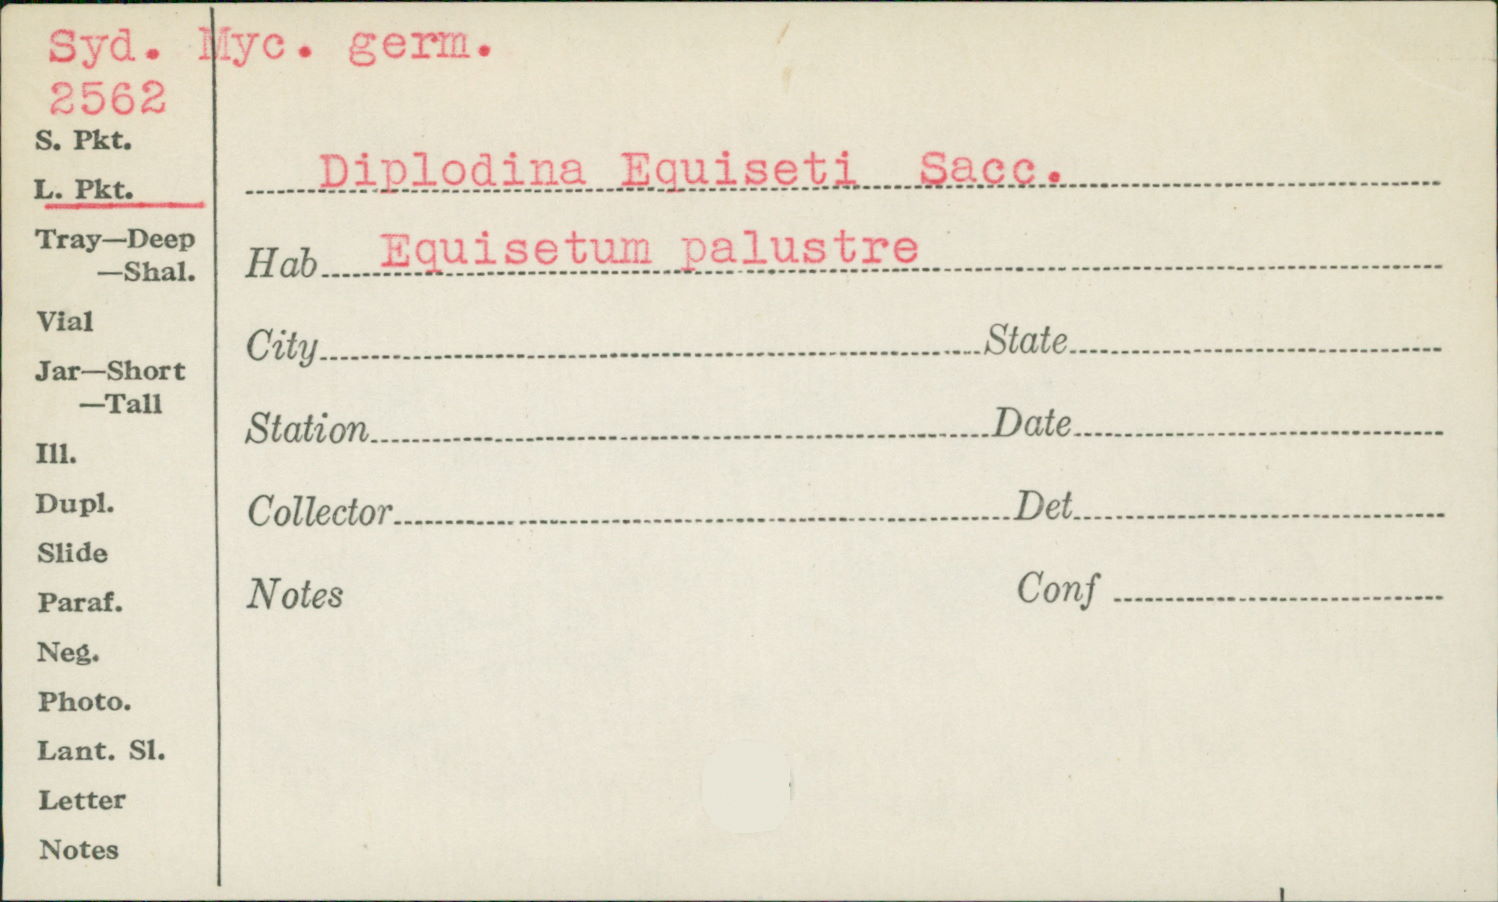 Syd. Myc. germ.
2562
S. Pkt.
L. Pkt.
Tray—Deep
—Shal.
Vial
Jar—Short
—Tall
Ill.
Dupl.
Slide
Paraf.
Neg.
Photo.
Lant. Sl.
Letter
Notes
Diplodina Equiseti Sacc.
Hab Equisetum palustre
City State
Station Date
Collector Det
Notes Conf